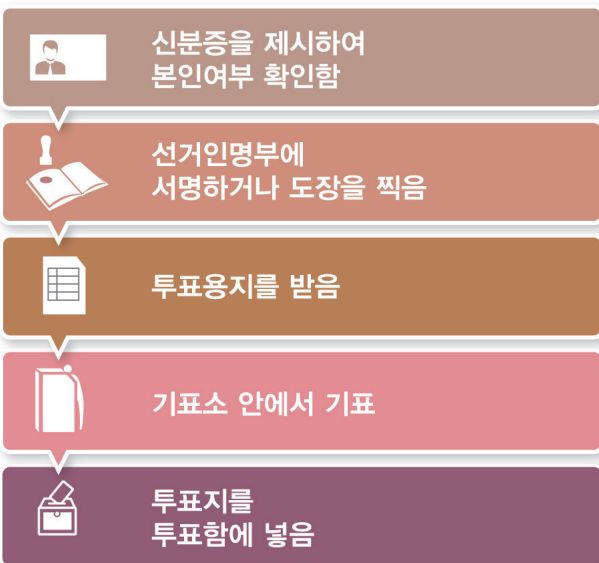 신분증을 제시하여
본인여부 확인함
선거인명부에
서명하거나 도장을 찍음
투표용지를 받음
기표소 안에서 기표
투표지를
투표함에 넣음